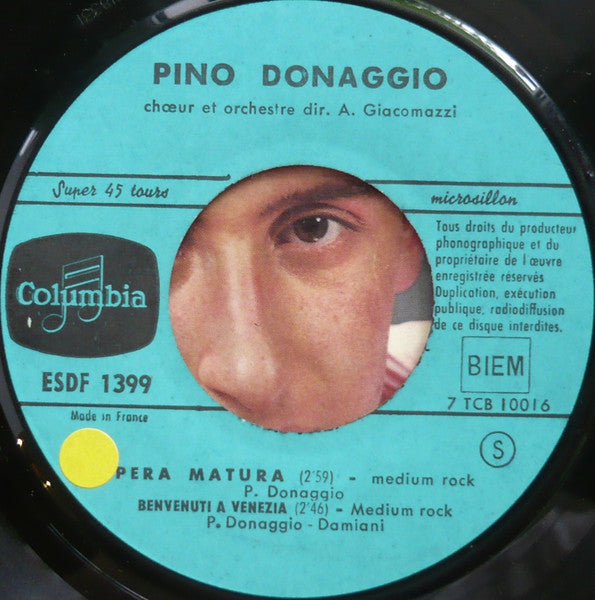 PINO DONAGGIO
chœur et orchestre dir. A. Giacomazzi
Super 45 tours
microsillon
Tous droits du producteur
phonographique et du
propriétaire de l'œuvre
enregistrée réservés
Duplication, exécution
publique, radiodiffusion
de ce disque interdites.
Columbia
BIEM
ESDF 1399
7 TCB 10016
Made in France
S
PERA MATURA (2'59) - medium rock
P. Donaggio
BENVENUTI A VENEZIA (2'46) - Medium rock
P. Donaggio - Damiani